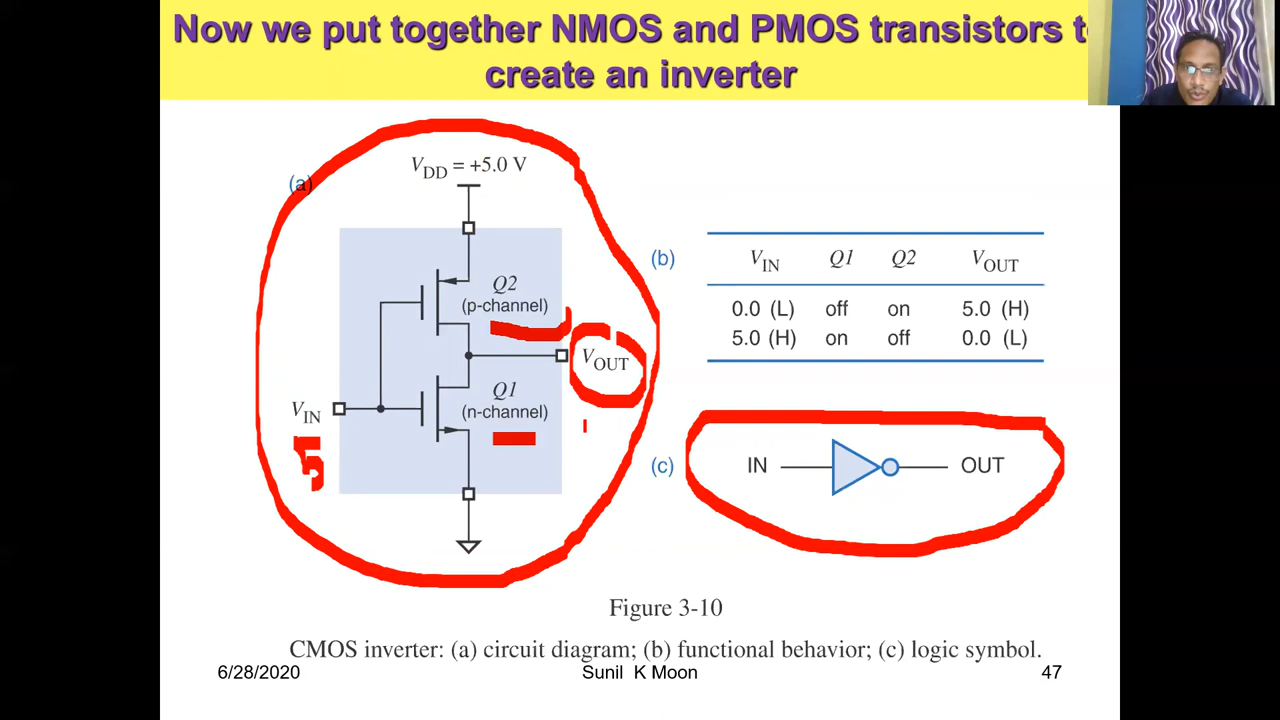 Now we put together NMOS and PMOS transistors
create an inverter
V_DD = +5.0 V
(a)
Q2
(p-channel)
V_OUT
Q1
(n-channel)
V_IN
5
(b)
V_IN Q1 Q2 V_OUT
0.0 (L) off on 5.0 (H)
5.0 (H) on off 0.0 (L)
(c)
IN OUT
Figure 3-10
CMOS inverter: (a) circuit diagram; (b) functional behavior; (c) logic symbol.
6/28/2020 Sunil K Moon 47